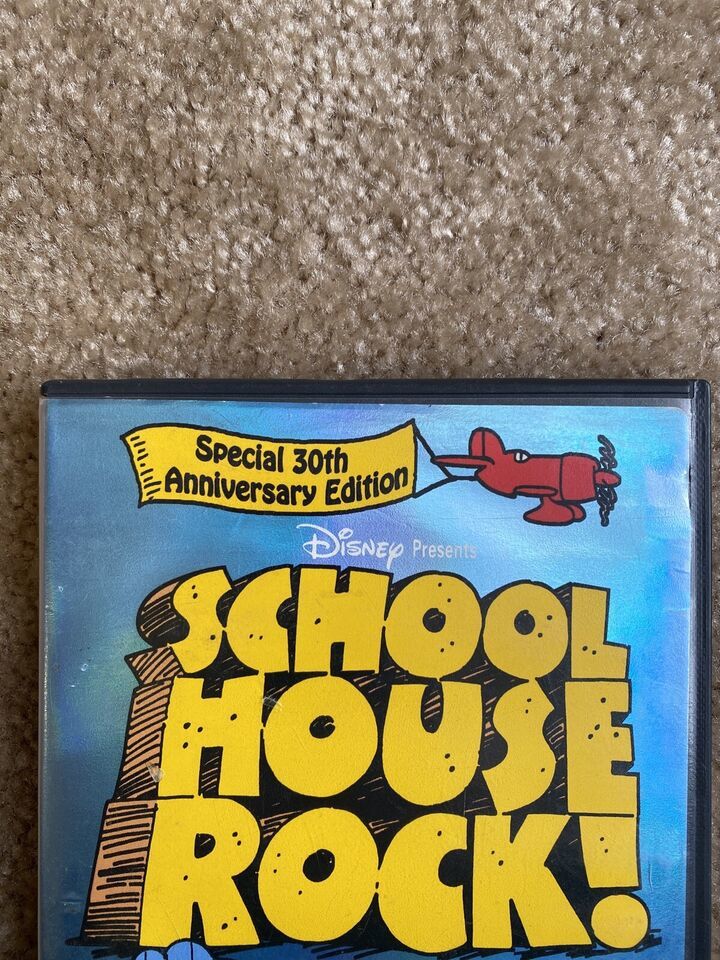 Special 30th
Anniversary Edition
Disney Presents
SCHOOL
HOUSE
ROCK!